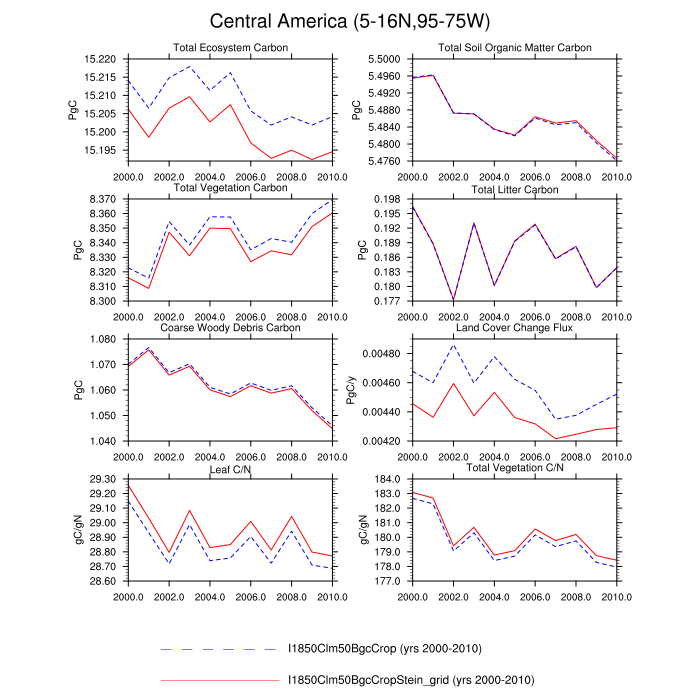 Central America (5-16N,95-75W)
Total Ecosystem Carbon
15.220
15.215
15.210
15.205
15.200
15.195
PgC
2000.0 2002.0 2004.0 2006.0 2008.0 2010.0
Total Soil Organic Matter Carbon
5.5000
5.4960
5.4920
5.4880
5.4840
5.4800
5.4760
PgC
2000.0 2002.0 2004.0 2006.0 2008.0 2010.0
Total Vegetation Carbon
8.370
8.360
8.350
8.340
8.330
8.320
8.310
8.300
PgC
2000.0 2002.0 2004.0 2006.0 2008.0 2010.0
Total Litter Carbon
0.198
0.195
0.192
0.189
0.186
0.183
0.180
0.177
PgC
2000.0 2002.0 2004.0 2006.0 2008.0 2010.0
Coarse Woody Debris Carbon
1.080
1.070
1.060
1.050
1.040
PgC
2000.0 2002.0 2004.0 2006.0 2008.0 2010.0
Land Cover Change Flux
0.00480
0.00460
0.00440
0.00420
PgC/y
2000.0 2002.0 2004.0 2006.0 2008.0 2010.0
Leaf C/N
29.30
29.20
29.10
29.00
28.90
28.80
28.70
28.60
gC/gN
2000.0 2002.0 2004.0 2006.0 2008.0 2010.0
Total Vegetation C/N
184.0
183.0
182.0
181.0
180.0
179.0
178.0
177.0
gC/gN
2000.0 2002.0 2004.0 2006.0 2008.0 2010.0
I1850Clm50BgcCrop (yrs 2000-2010)
I1850Clm50BgcCropStein_grid (yrs 2000-2010)